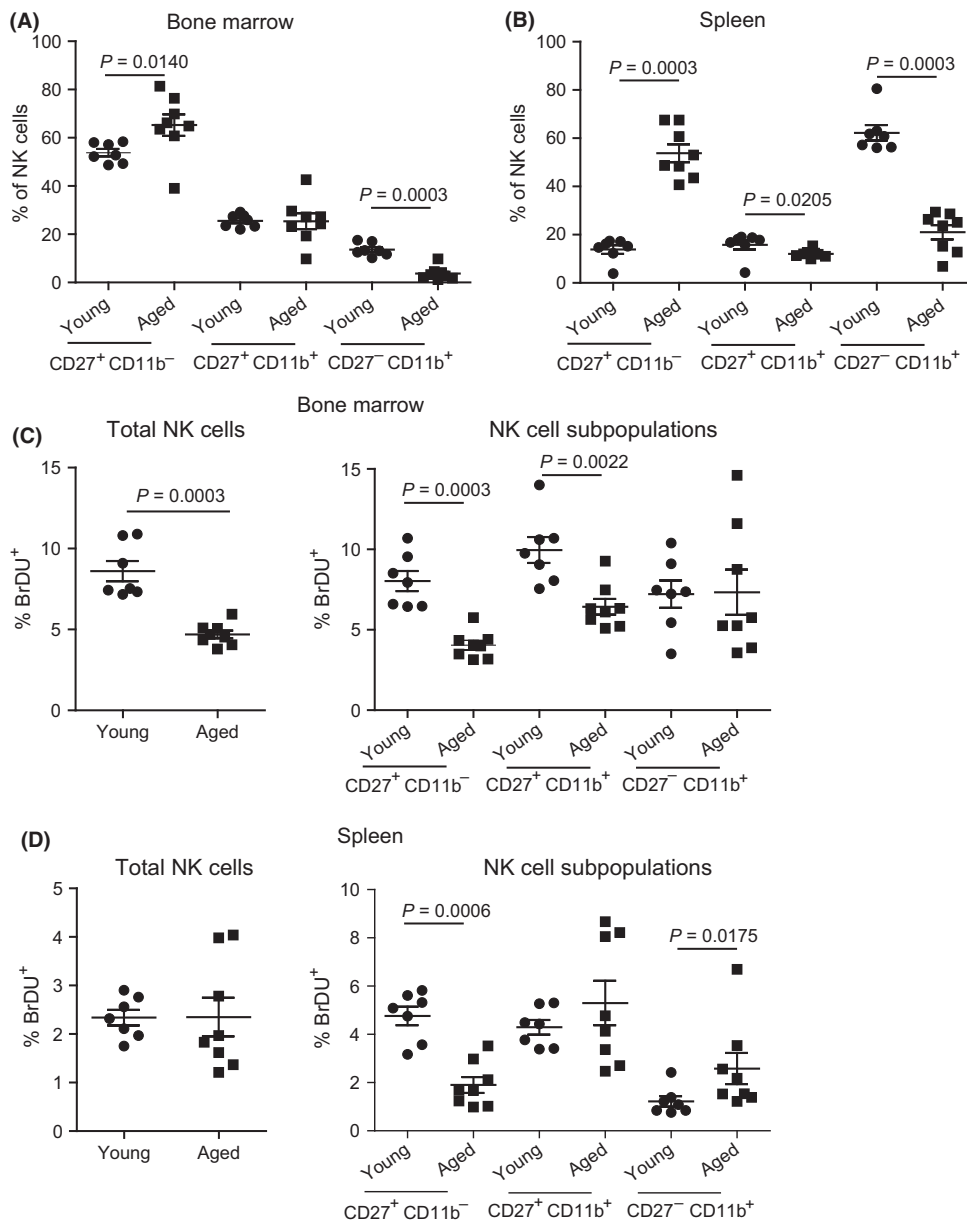 (A) Bone marrow
% of NK cells
100
80
60
40
20
0
P = 0.0140
P = 0.0003
Young Aged Young Aged Young Aged
CD27⁺ CD11b⁻ CD27⁺ CD11b⁺ CD27⁻ CD11b⁺
(B) Spleen
% of NK cells
100
80
60
40
20
0
P = 0.0003
P = 0.0205
P = 0.0003
Young Aged Young Aged Young Aged
CD27⁺ CD11b⁻ CD27⁺ CD11b⁺ CD27⁻ CD11b⁺
Bone marrow
(C) Total NK cells
% BrDU⁺
15
10
5
0
P = 0.0003
Young Aged
NK cell subpopulations
% BrDU⁺
15
10
5
0
P = 0.0003
P = 0.0022
Young Aged Young Aged Young Aged
CD27⁺ CD11b⁻ CD27⁺ CD11b⁺ CD27⁻ CD11b⁺
(D) Spleen
Total NK cells
% BrDU⁺
5
4
3
2
1
0
Young Aged
NK cell subpopulations
% BrDU⁺
10
8
6
4
2
0
P = 0.0006
P = 0.0175
Young Aged Young Aged Young Aged
CD27⁺ CD11b⁻ CD27⁺ CD11b⁺ CD27⁻ CD11b⁺